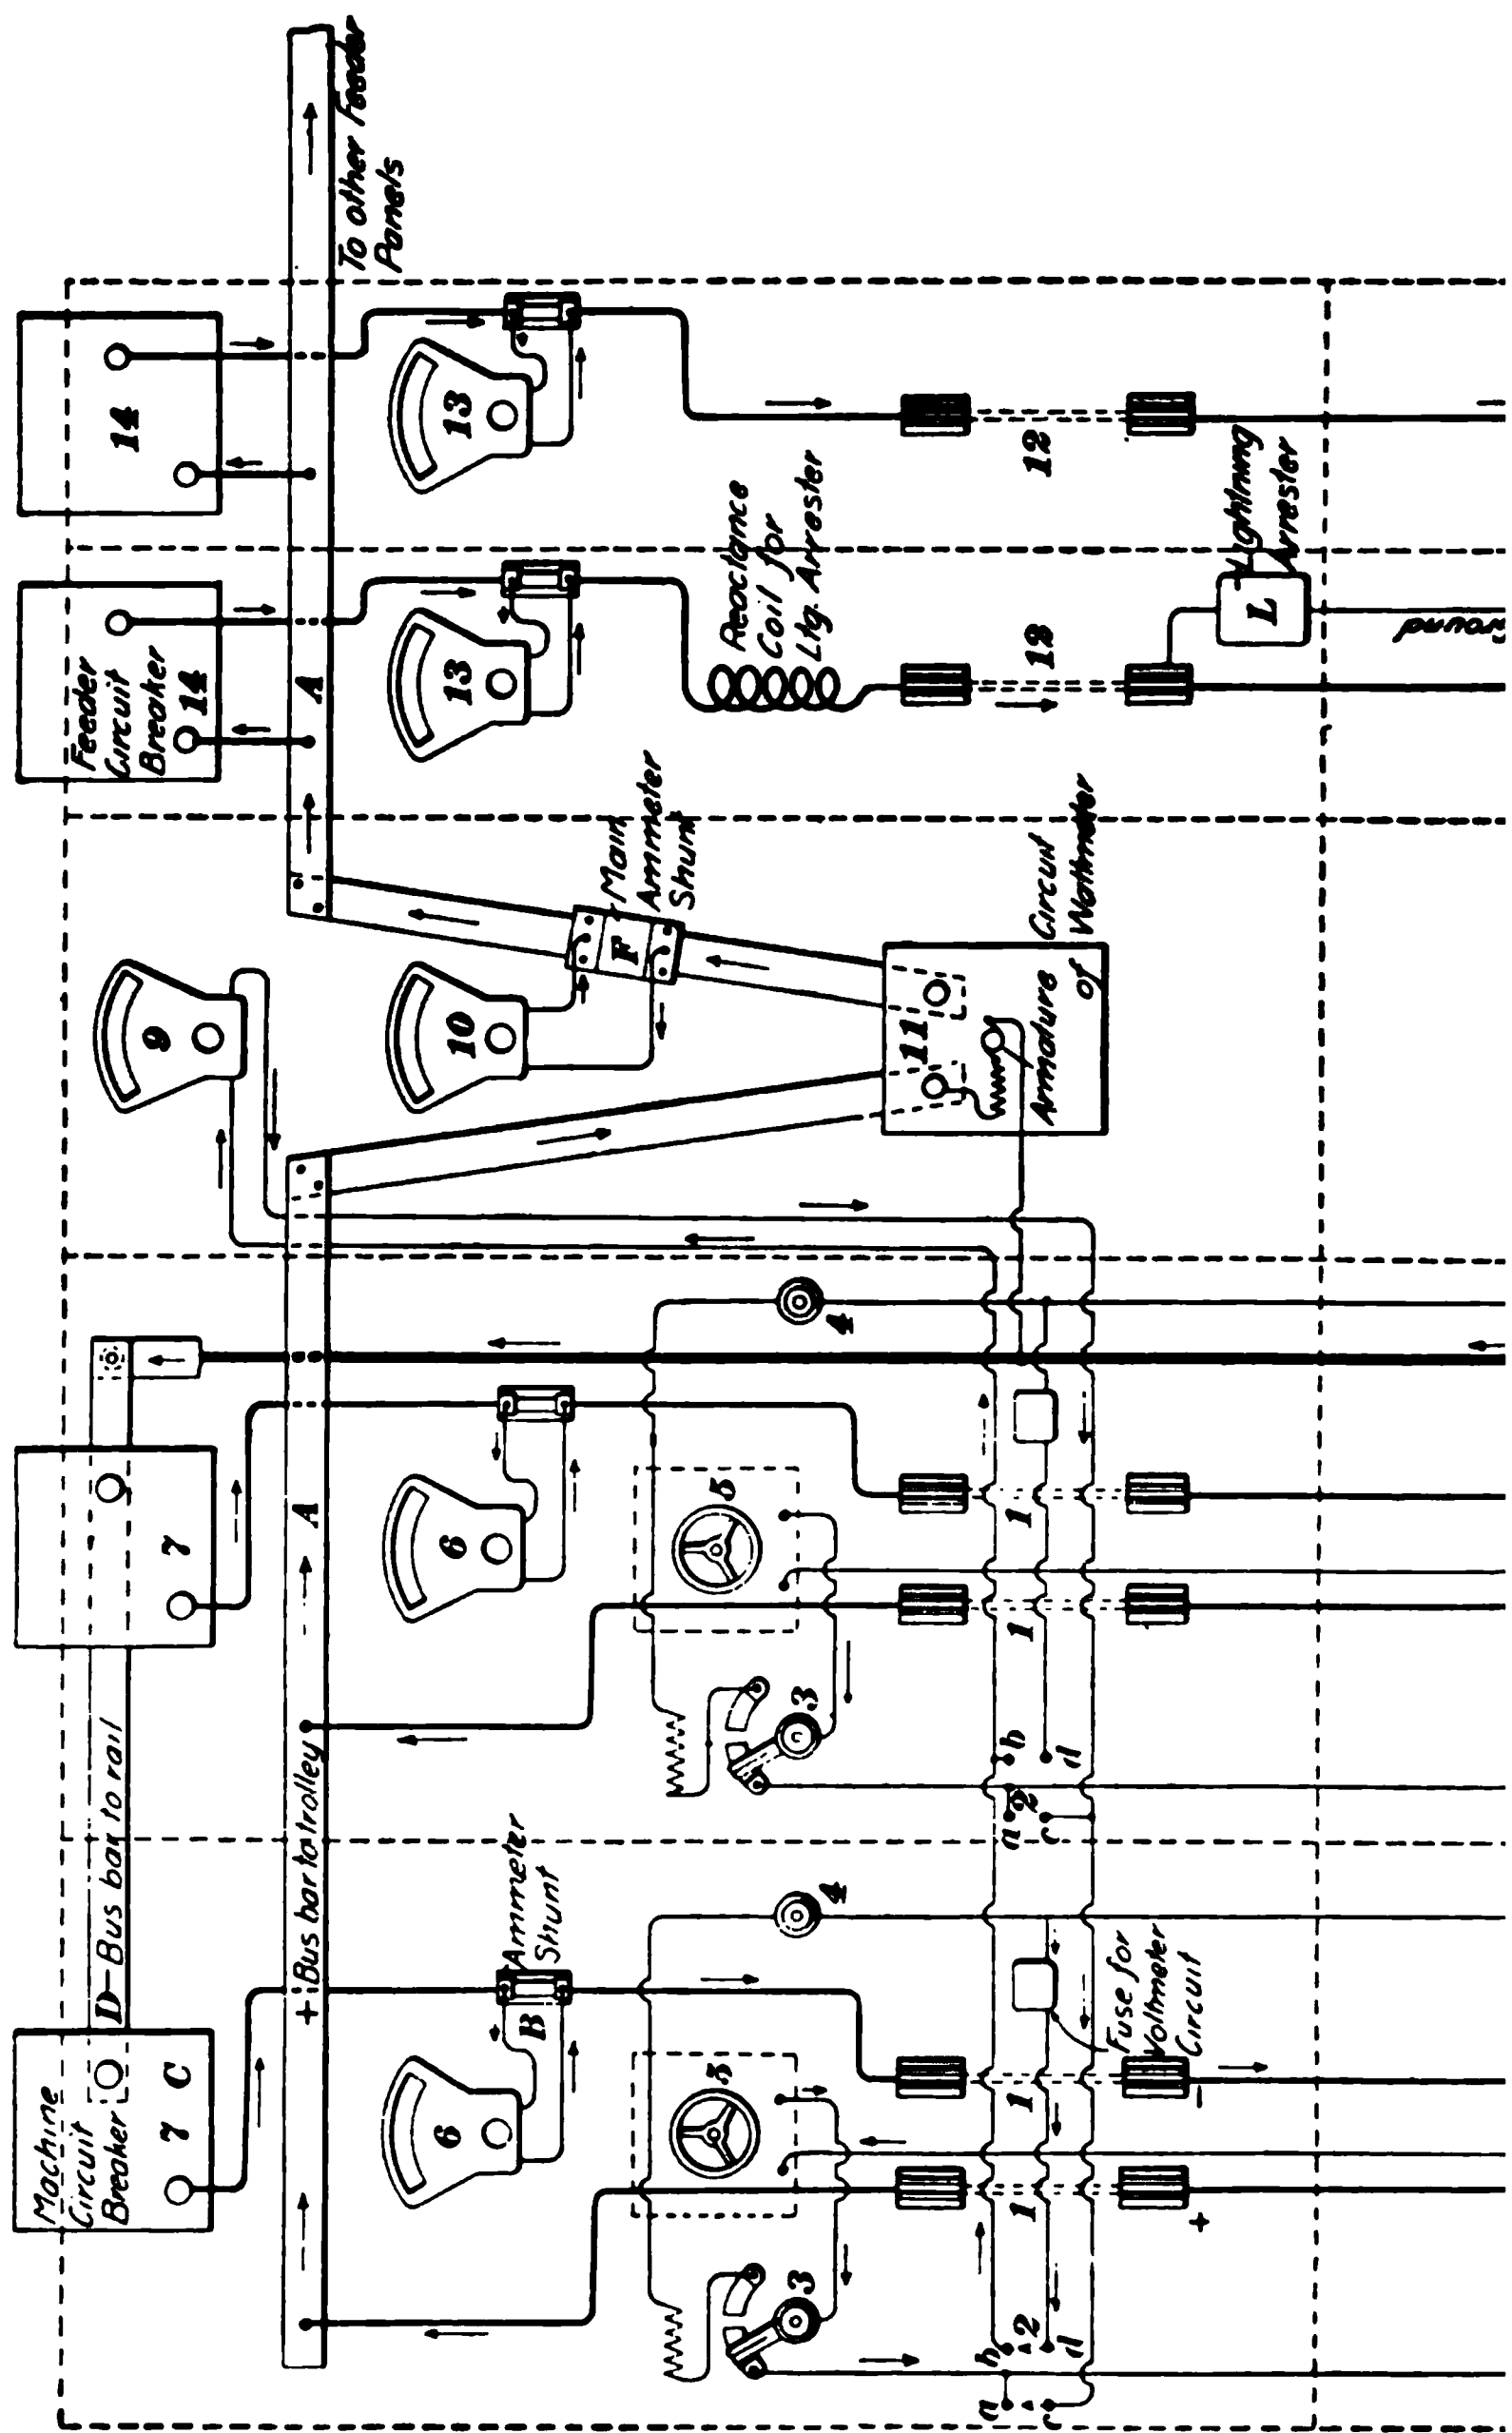 14
To other Feeder
Panels
13
12
Lightning
Arrester
Feeder
Circuit
Breaker
14
A
13
Reactance
Coil for
Ltg. Arrester
12
L
9
10
F
Main
Ammeter
Shunt
11
Armature of
Circuit
Wattmeter
7
A
6
5
4
3
1
1
b
d
a
2
c
Machine
Circuit
Breaker
7 C
D-Bus bar to rail
+ Bus bar to trolley
6
B
Ammeter
Shunt
5
4
3
1
1
Fuse for
Voltmeter
Circuit
-
+
b
2
d
a
c